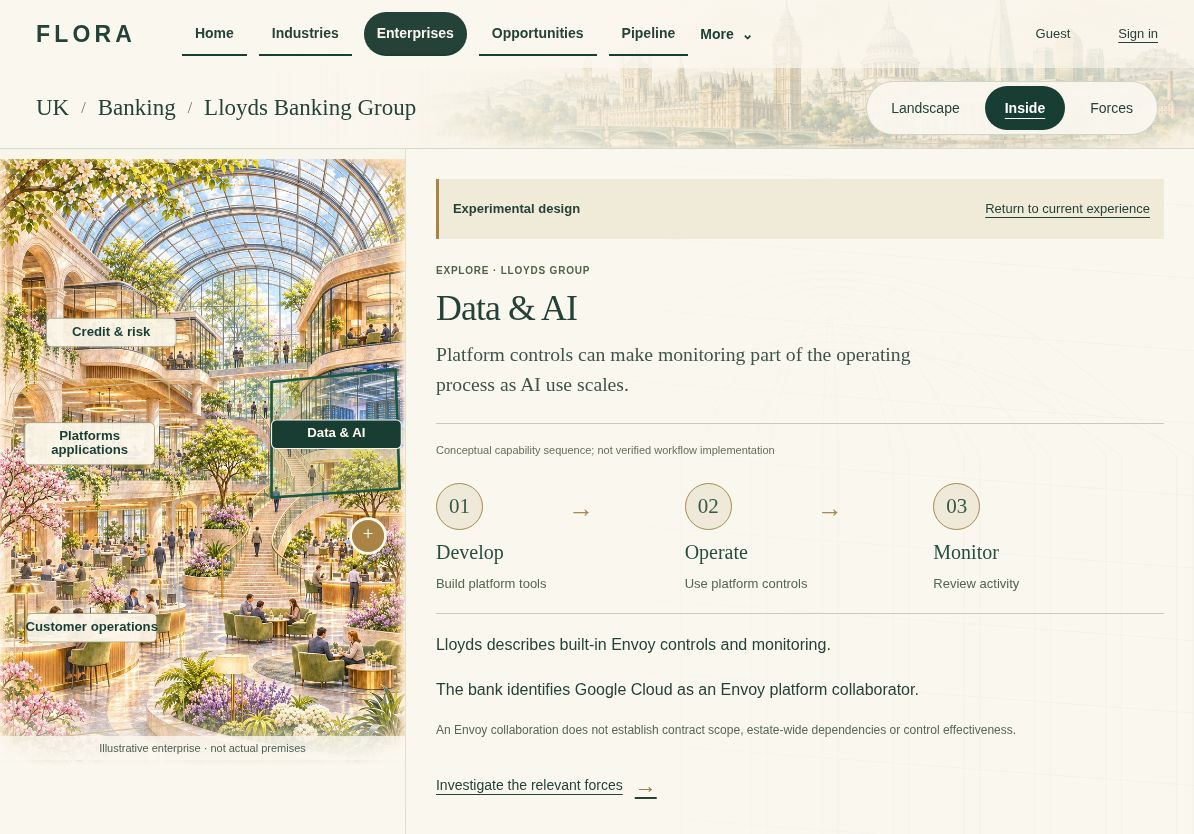 FLORA
Home
Industries
Enterprises
Opportunities
Pipeline
More
Guest
Sign in
UK / Banking / Lloyds Banking Group
Landscape
Inside
Forces
Credit & risk
Platforms
applications
Data & AI
+
Customer operations
Illustrative enterprise · not actual premises
Experimental design
Return to current experience
EXPLORE · LLOYDS GROUP
Data & AI
Platform controls can make monitoring part of the operating
process as AI use scales.
Conceptual capability sequence; not verified workflow implementation
01 → 02 → 03
Develop
Operate
Monitor
Build platform tools
Use platform controls
Review activity
Lloyds describes built-in Envoy controls and monitoring.
The bank identifies Google Cloud as an Envoy platform collaborator.
An Envoy collaboration does not establish contract scope, estate-wide dependencies or control effectiveness.
Investigate the relevant forces →